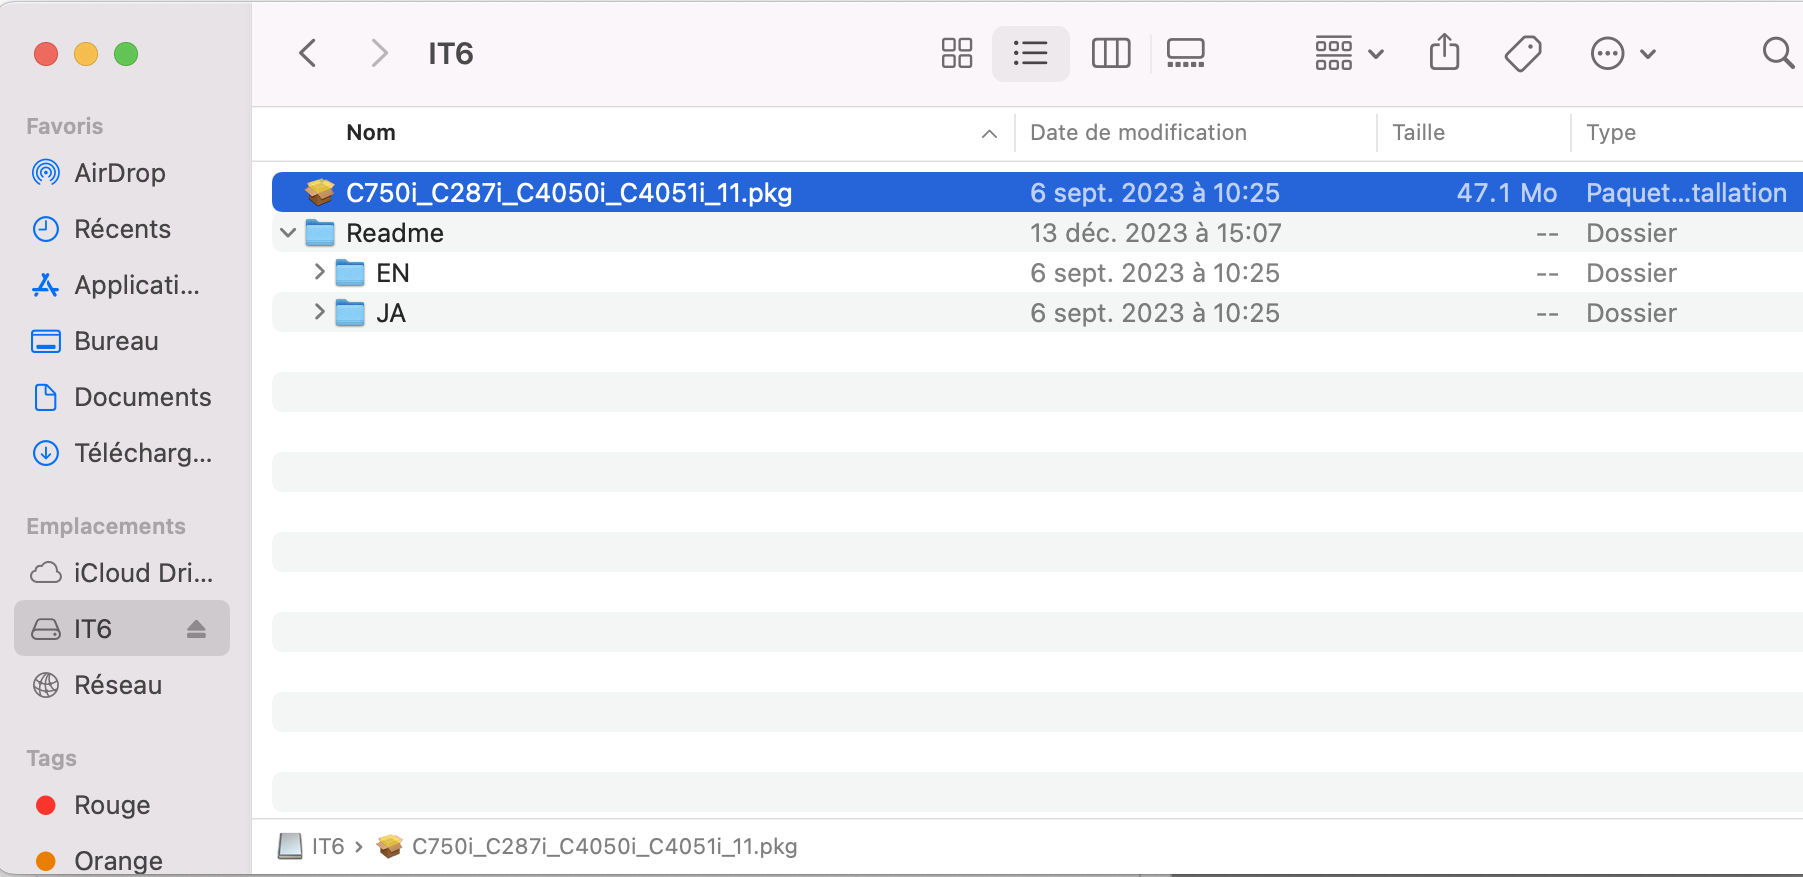 IT6
Favoris
AirDrop
Récents
Applicati...
Bureau
Documents
Télécharg...
Emplacements
iCloud Dri...
IT6
Réseau
Tags
Rouge
Orange
Nom Date de modification Taille Type
C750i_C287i_C4050i_C4051i_11.pkg 6 sept. 2023 à 10:25 47.1 Mo Paquet...tallation
Readme 13 déc. 2023 à 15:07 -- Dossier
EN 6 sept. 2023 à 10:25 -- Dossier
JA 6 sept. 2023 à 10:25 -- Dossier
IT6 › C750i_C287i_C4050i_C4051i_11.pkg